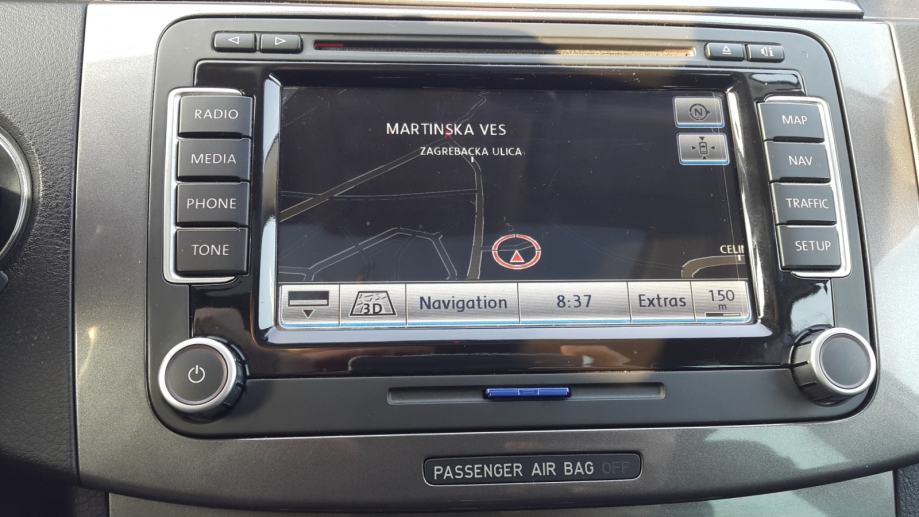 RADIO
MEDIA
PHONE
TONE
MARTINSKA VES
ZAGREBACKA ULICA
N
3D
Navigation
8:37
Extras
150
m
MAP
NAV
TRAFFIC
SETUP
PASSENGER AIR BAG OFF